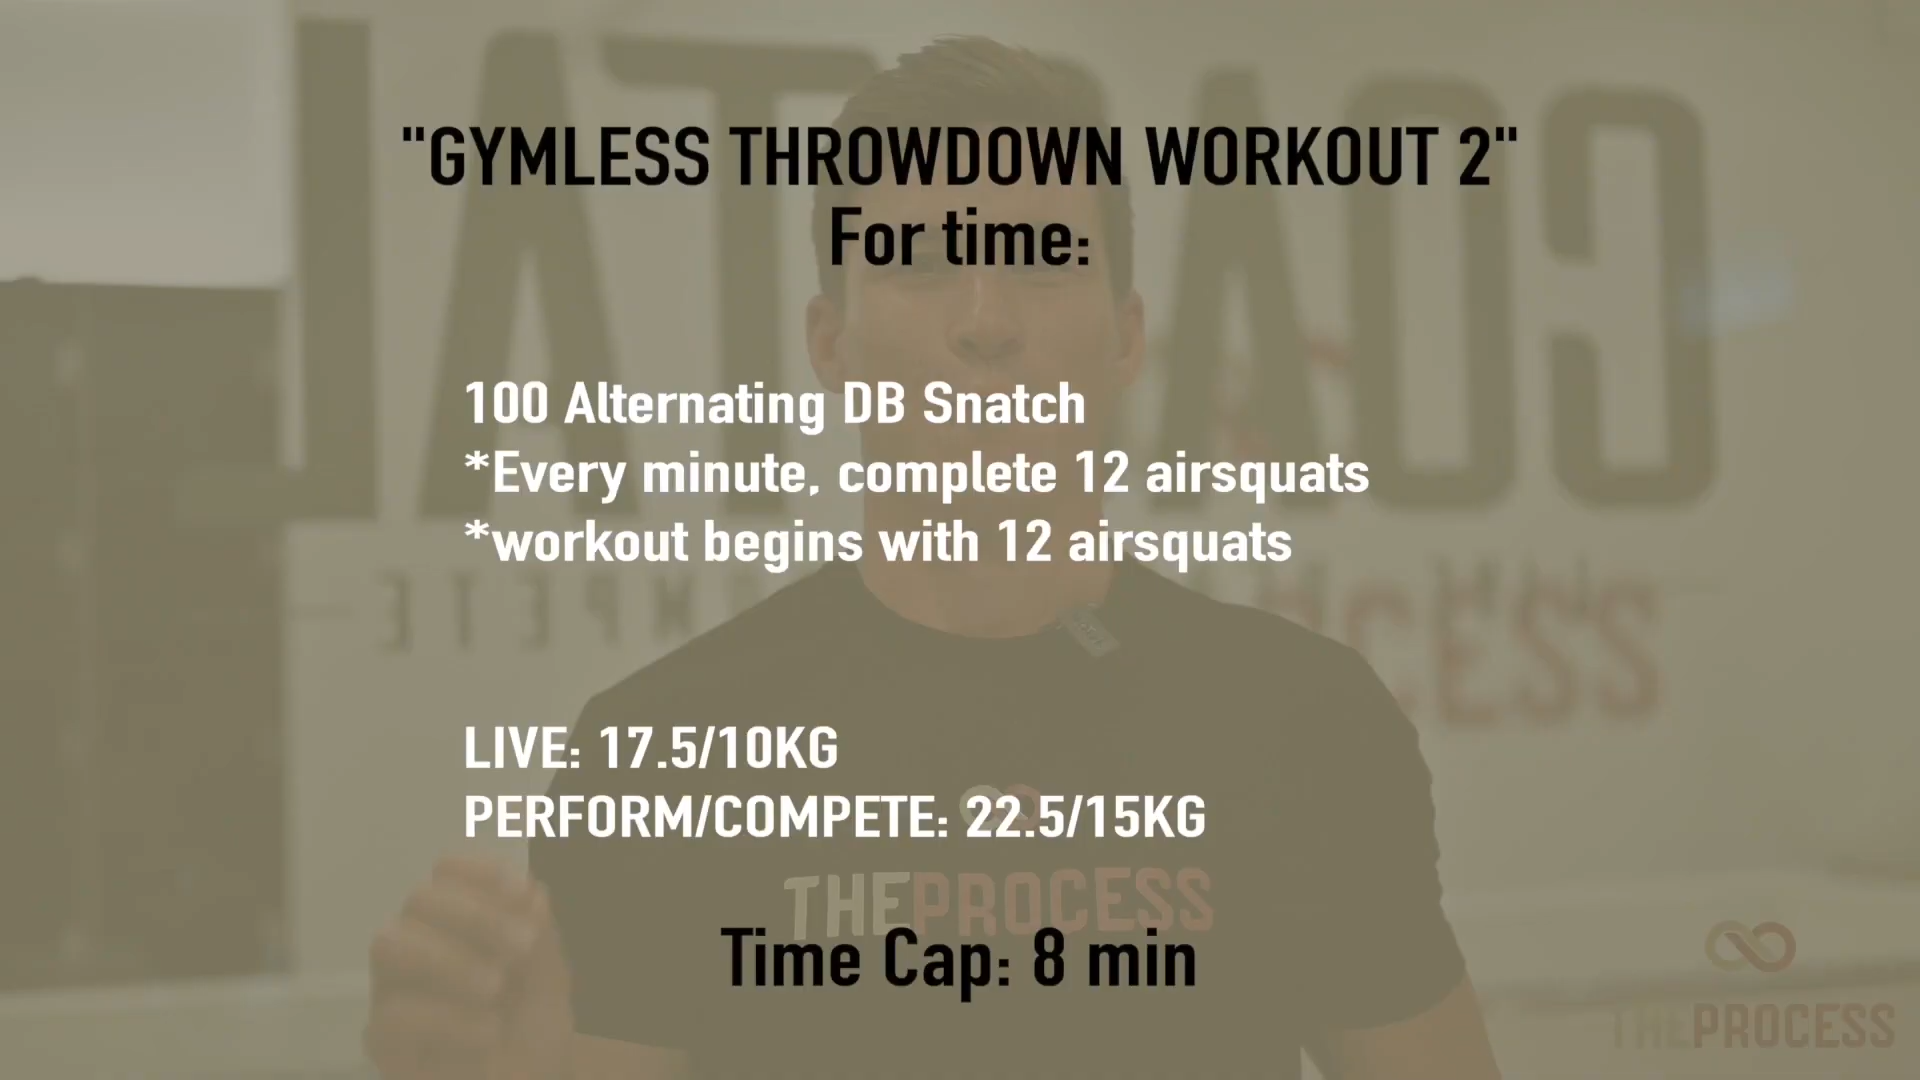 "GYMLESS THROWDOWN WORKOUT 2"
For time:
100 Alternating DB Snatch
*Every minute, complete 12 airsquats
*workout begins with 12 airsquats
LIVE: 17.5/10KG
PERFORM/COMPETE: 22.5/15KG
THEPROCESS
Time Cap: 8 min
THEPROCESS